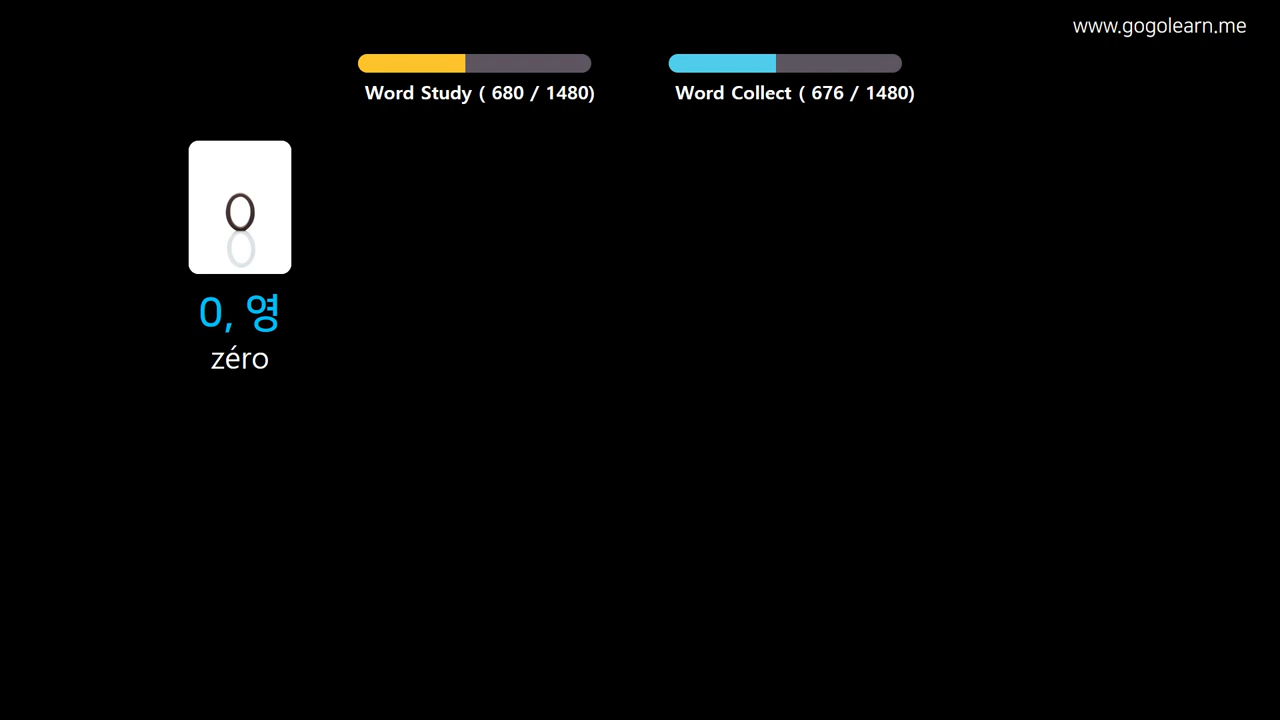 www.gogolearn.me
Word Study ( 680 / 1480)
Word Collect ( 676 / 1480)
0
0, 영
zéro